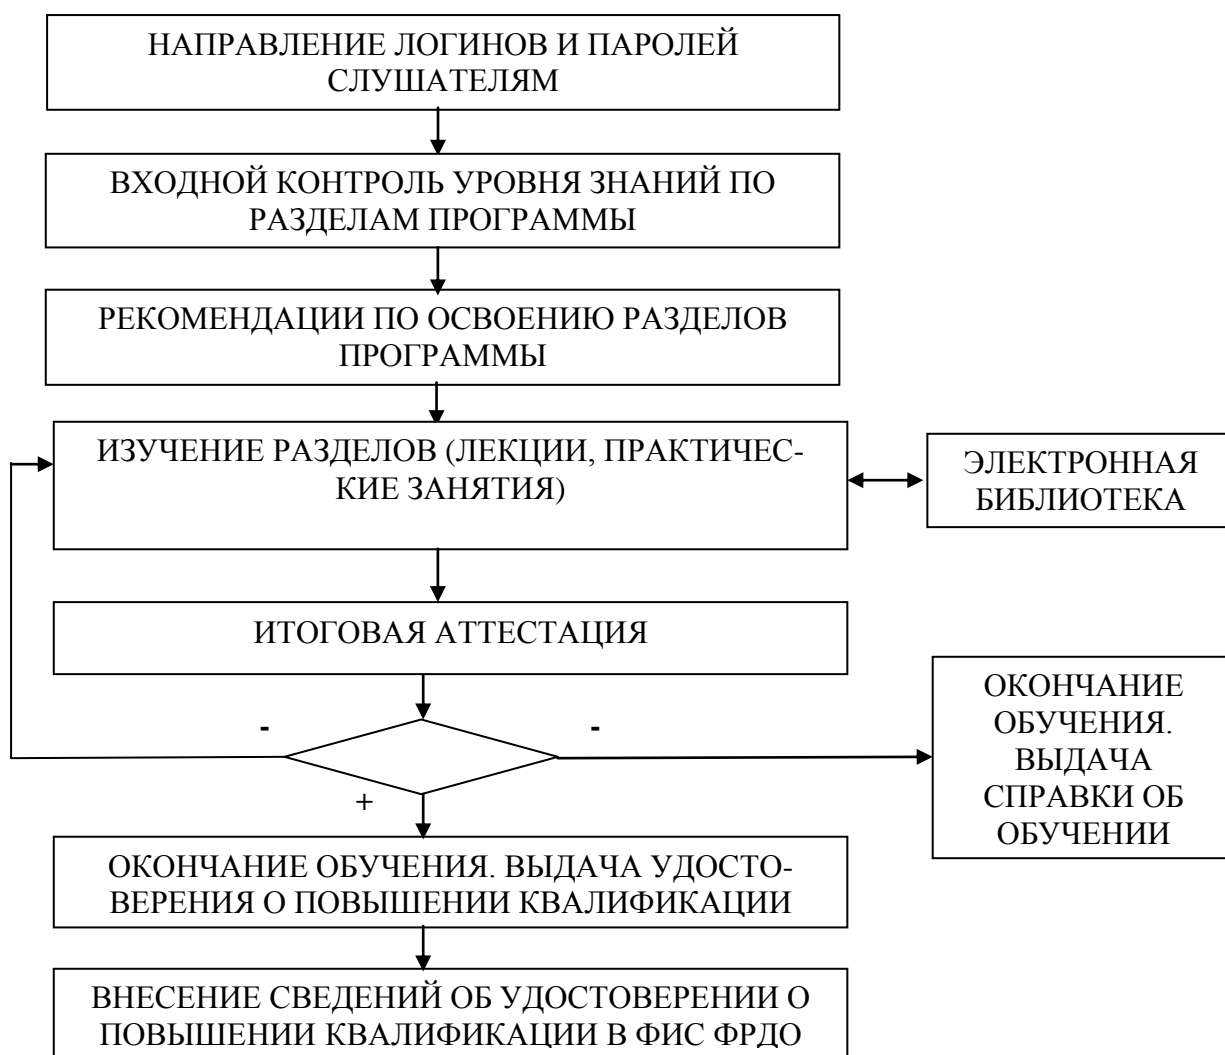 НАПРАВЛЕНИЕ ЛОГИНОВ И ПАРОЛЕЙ
СЛУШАТЕЛЯМ
ВХОДНОЙ КОНТРОЛЬ УРОВНЯ ЗНАНИЙ ПО
РАЗДЕЛАМ ПРОГРАММЫ
РЕКОМЕНДАЦИИ ПО ОСВОЕНИЮ РАЗДЕЛОВ
ПРОГРАММЫ
ИЗУЧЕНИЕ РАЗДЕЛОВ (ЛЕКЦИИ, ПРАКТИЧЕС-
КИЕ ЗАНЯТИЯ)
ЭЛЕКТРОННАЯ
БИБЛИОТЕКА
ИТОГОВАЯ АТТЕСТАЦИЯ
-
-
ОКОНЧАНИЕ
ОБУЧЕНИЯ.
ВЫДАЧА
СПРАВКИ ОБ
ОБУЧЕНИИ
+
ОКОНЧАНИЕ ОБУЧЕНИЯ. ВЫДАЧА УДОСТО-
ВЕРЕНИЯ О ПОВЫШЕНИИ КВАЛИФИКАЦИИ
ВНЕСЕНИЕ СВЕДЕНИЙ ОБ УДОСТОВЕРЕНИИ О
ПОВЫШЕНИИ КВАЛИФИКАЦИИ В ФИС ФРДО